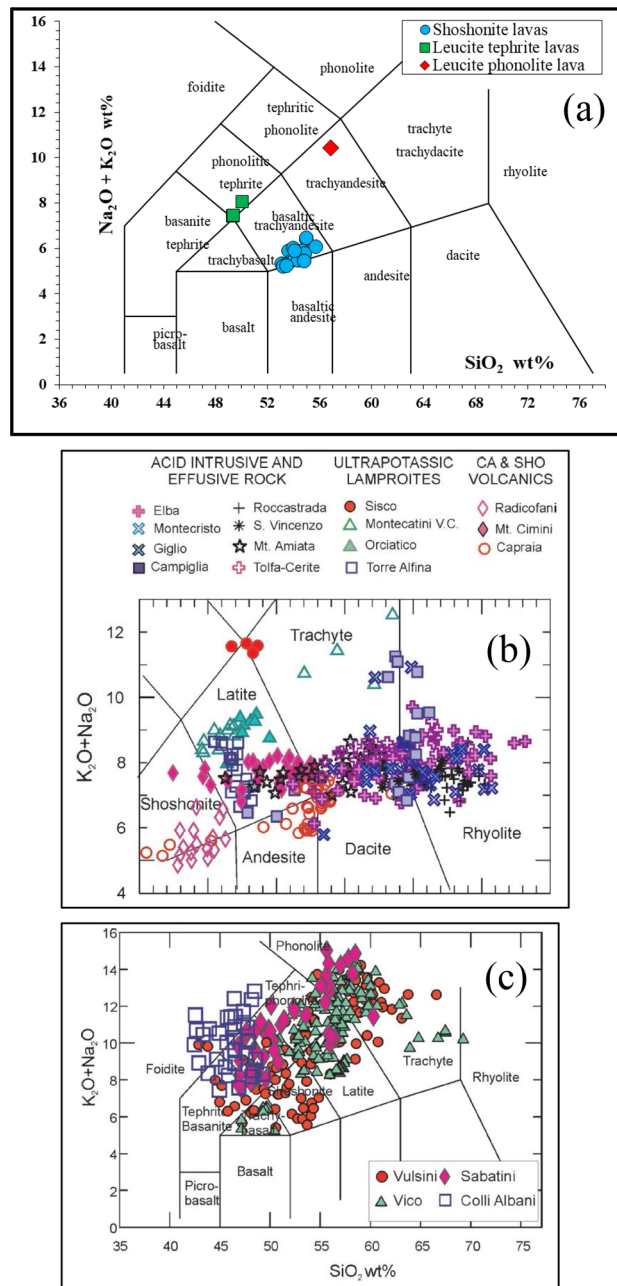 16
14
12
10
8
6
4
2
0
Na₂O + K₂O wt%
Shoshonite lavas
Leucite tephrite lavas
Leucite phonolite lava
(a)
foidite
phonolite
tephritic
phonolite
trachyte
trachydacite
rhyolite
phonolitic
tephrite
trachyandesite
basaltic
trachyandesite
basanite
tephrite
trachybasalt
dacite
andesite
basaltic
andesite
basalt
picro-
basalt
SiO₂ wt%
36 40 44 48 52 56 60 64 68 72 76
ACID INTRUSIVE AND
EFFUSIVE ROCK
ULTRAPOTASSIC
LAMPROITES
CA & SHO
VOLCANICS
Elba
Roccastrada
Sisco
Radicofani
Montecristo
S. Vincenzo
Montecatini V.C.
Mt. Cimini
Giglio
Mt. Amiata
Orciatico
Capraia
Campiglia
Tolfa-Cerite
Torre Alfina
12
10
8
6
4
K₂O+Na₂O
Trachyte
(b)
Latite
Shoshonite
Andesite
Dacite
Rhyolite
16
14
12
10
8
6
4
2
0
K₂O+Na₂O
Phonolite
(c)
Tephri-
phonolite
Foidite
Trachyte
Rhyolite
Shoshonite
Latite
Tephrite
Basanite
Trachy-
basalt
Basalt
Picro-
basalt
Vulsini
Sabatini
Vico
Colli Albani
35 40 45 50 55 60 65 70 75
SiO₂ wt%